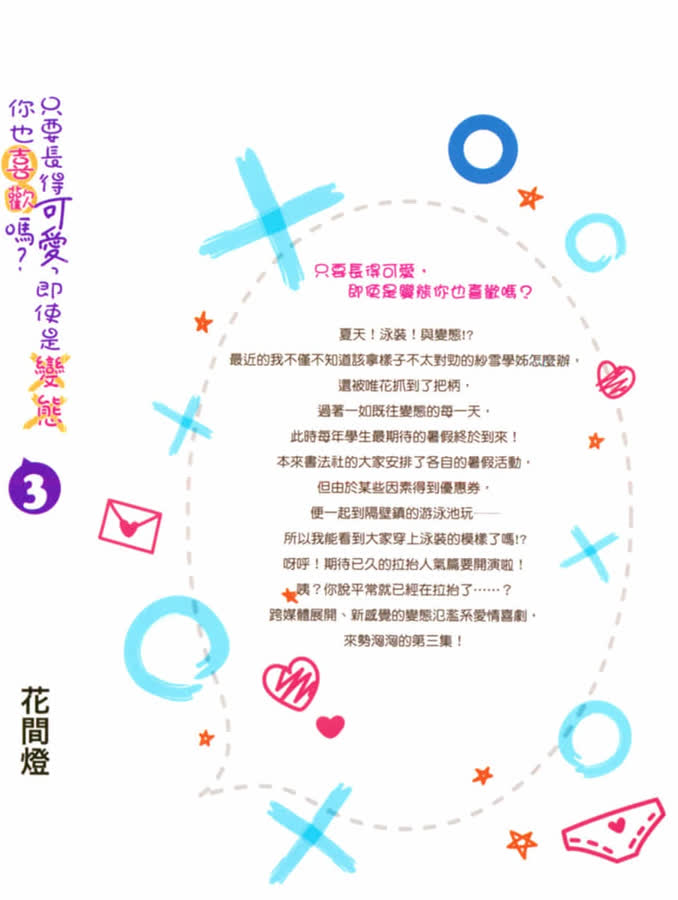 只要長得可愛，即使是變態
你也喜歡嗎？
3
花間燈
只要長得可愛，
即使是變態你也喜歡嗎？
夏天！泳裝！與變態!?
最近的我不僅不知道該拿樣子不太對勁的紗雪學姊怎麼辦，
還被唯花抓到了把柄，
過著一如既往變態的每一天，
此時每年學生最期待的暑假終於到來！
本來書法社的大家安排了各自的暑假活動，
但由於某些因素得到優惠券，
便一起到隔壁鎮的游泳池玩──
所以我能看到大家穿上泳裝的模樣了嗎!?
呀呼！期待已久的拉抬人氣篇要開演啦！
咦？你說平常就已經在拉抬了……？
跨媒體展開、新感覺的變態氾濫系愛情喜劇，
來勢洶洶的第三集！